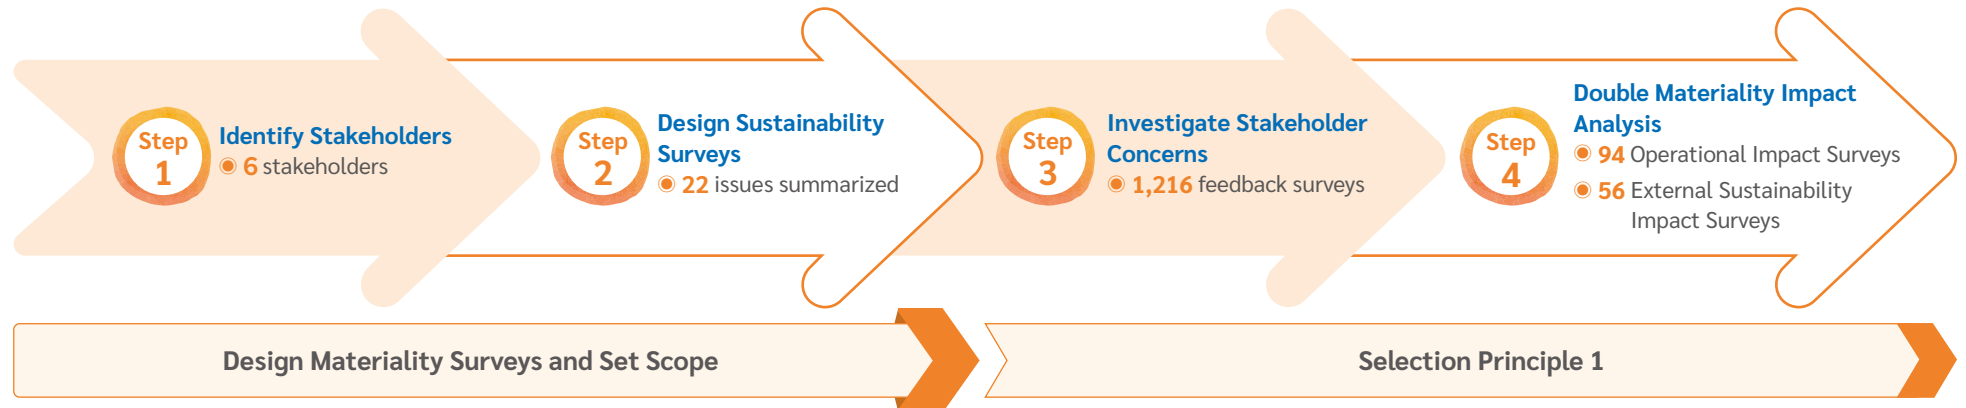 Step
1
Identify Stakeholders
6 stakeholders
Step
2
Design Sustainability
Surveys
22 issues summarized
Step
3
Investigate Stakeholder
Concerns
1,216 feedback surveys
Step
4
Double Materiality Impact
Analysis
94 Operational Impact Surveys
56 External Sustainability
Impact Surveys
Design Materiality Surveys and Set Scope
Selection Principle 1